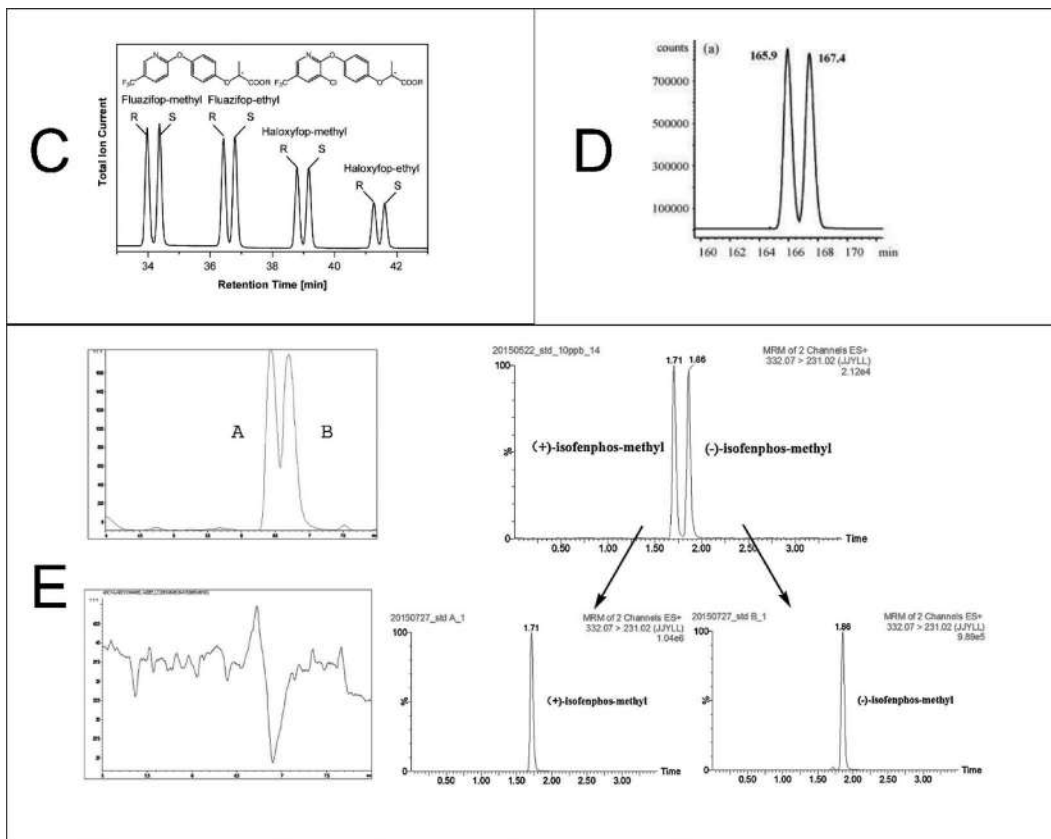 C
N
O
F₃C
O
COOR
N
O
F₃C
Cl
O
COOR
Fluazifop-methyl Fluazifop-ethyl
R S R S
Haloxyfop-methyl
R S
Haloxyfop-ethyl
R S
Total Ion Current
34 36 38 40 42
Retention Time [min]
D
counts (a)
165.9 167.4
700000
500000
300000
100000
160 162 164 166 168 170 min
E
A B
20150522_std_10ppb_14
MRM of 2 Channels ES+
332.07 > 231.02 (JJYLL)
2.12e4
1.71 1.86
100
%
0
(+)-isofenphos-methyl (-)-isofenphos-methyl
0.50 1.00 1.50 2.00 2.50 3.00 Time
20150727_std A_1
MRM of 2 Channels ES+
332.07 > 231.02 (JJYLL)
1.04e6
1.71
100
%
0
(+)-isofenphos-methyl
0.50 1.00 1.50 2.00 2.50 3.00 Time
20150727_std B_1
MRM of 2 Channels ES+
332.07 > 231.02 (JJYLL)
9.89e5
1.86
100
%
0
(-)-isofenphos-methyl
0.50 1.00 1.50 2.00 2.50 3.00 Time